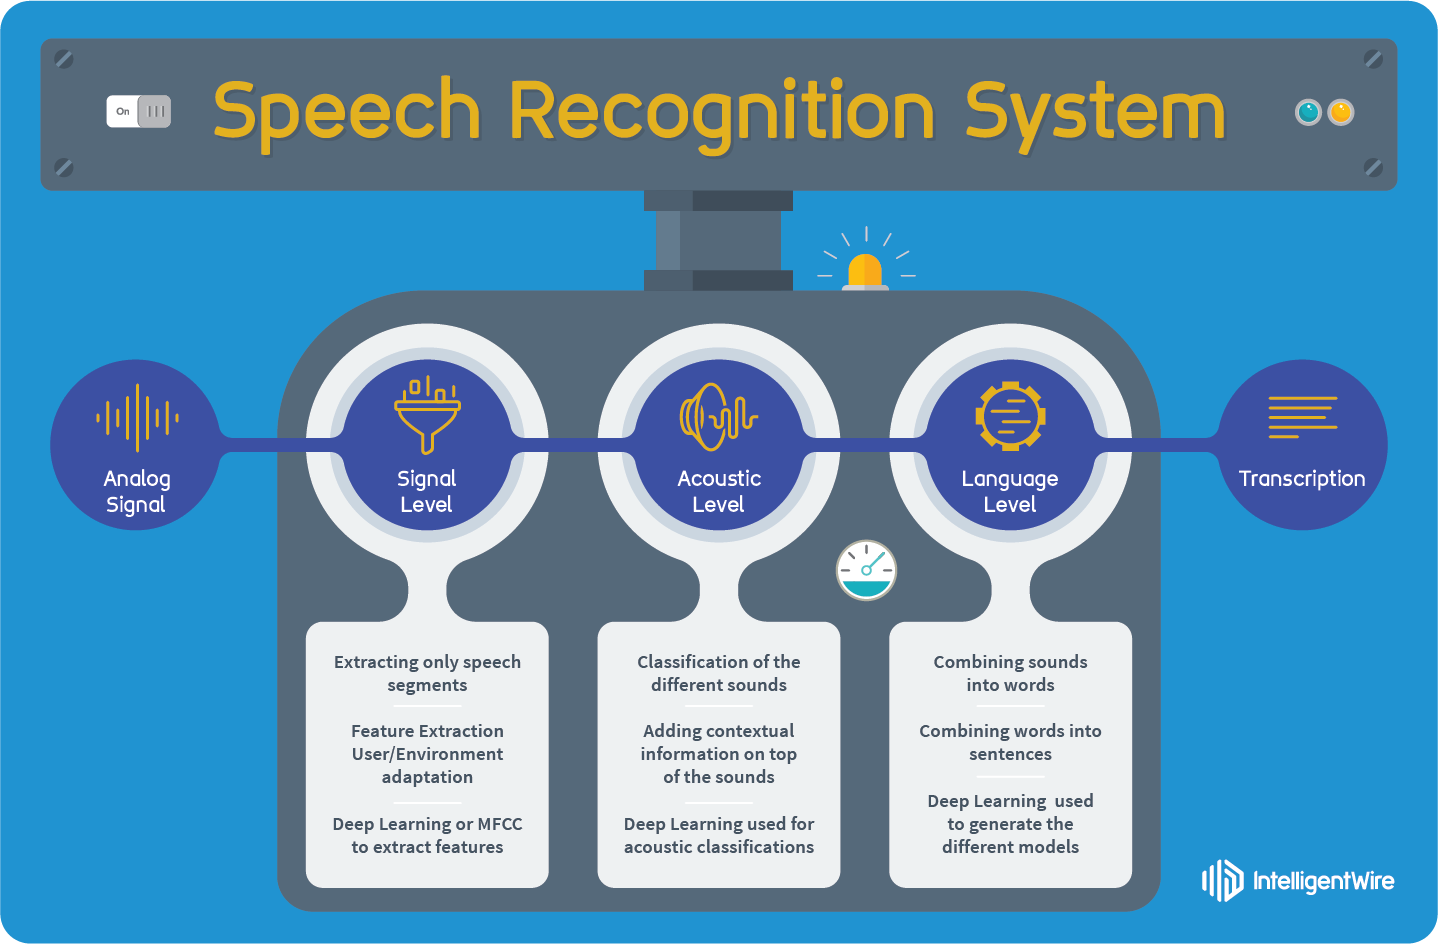 On
Speech Recognition System
Analog
Signal
Signal
Level
Acoustic
Level
Language
Level
Transcription
Extracting only speech
segments
Feature Extraction
User/Environment
adaptation
Deep Learning or MFCC
to extract features
Classification of the
different sounds
Adding contextual
information on top
of the sounds
Deep Learning used for
acoustic classifications
Combining sounds
into words
Combining words into
sentences
Deep Learning  used
to generate the
different models
IntelligentWire